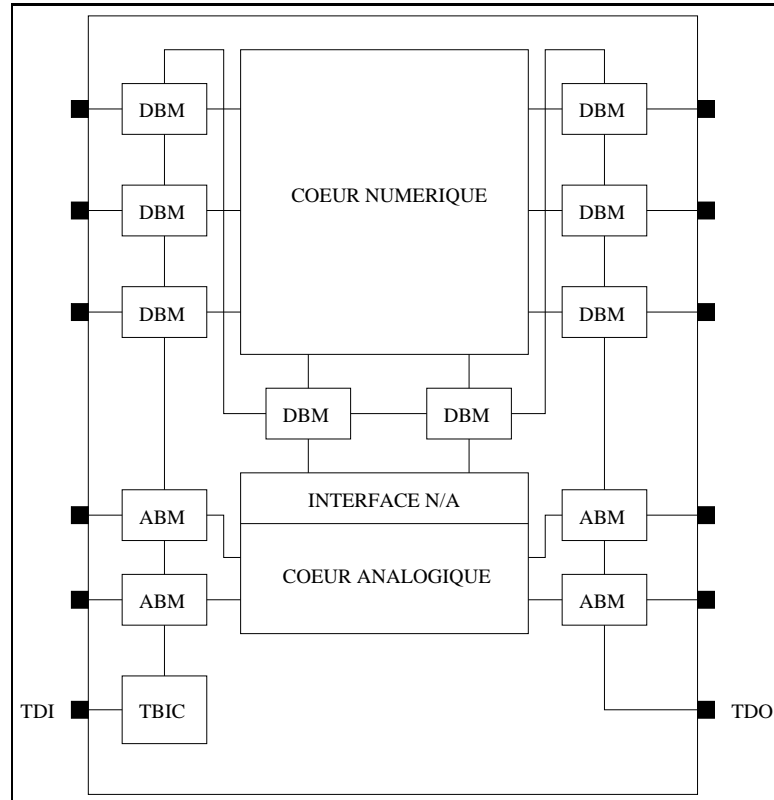 DBM
DBM
DBM
COEUR NUMERIQUE
DBM
DBM
DBM
DBM
DBM
INTERFACE N/A
ABM
ABM
COEUR ANALOGIQUE
ABM
ABM
TDI
TBIC
TDO